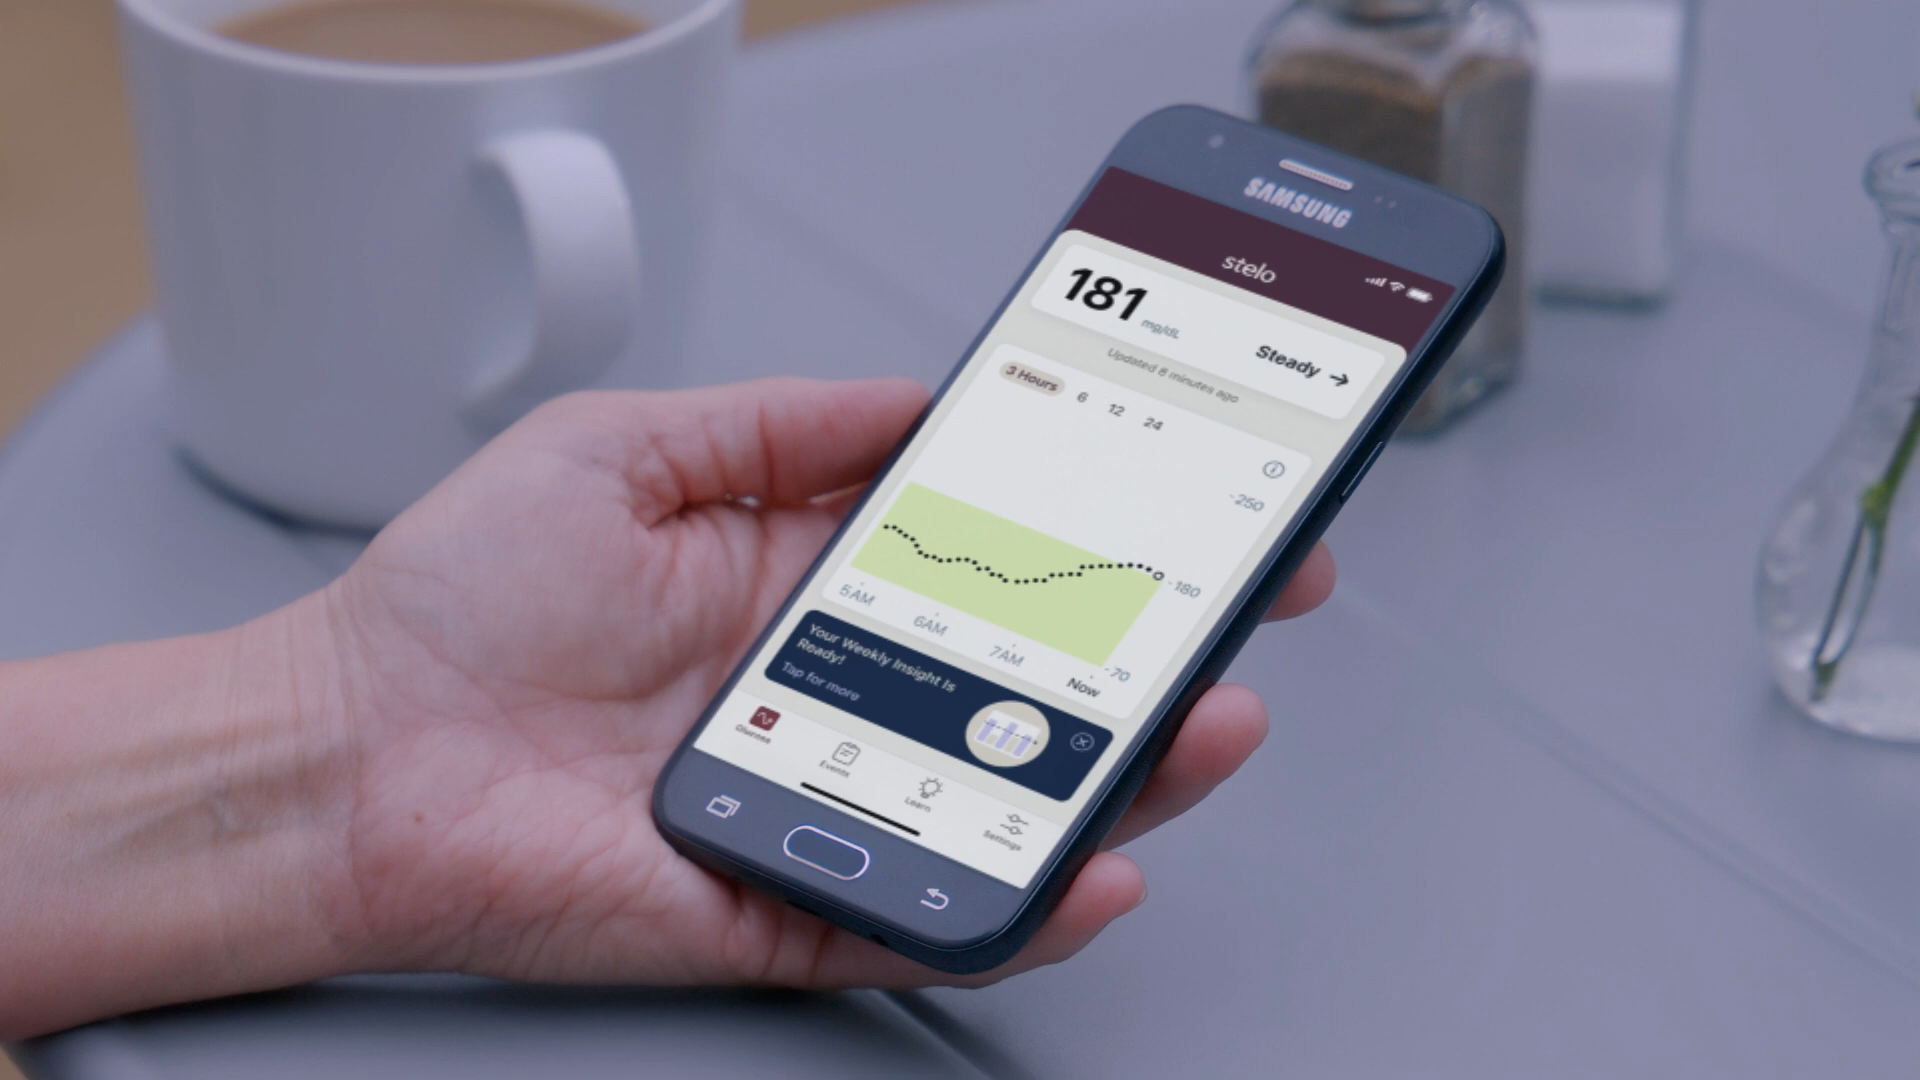 SAMSUNG
stelo
181 mg/dL
Steady →
Updated 8 minutes ago
3 Hours 6 12 24
-250
-180
-70
5AM 6AM 7AM Now
Your Weekly Insight Is
Ready!
Tap for more
Glucose Events Learn Settings